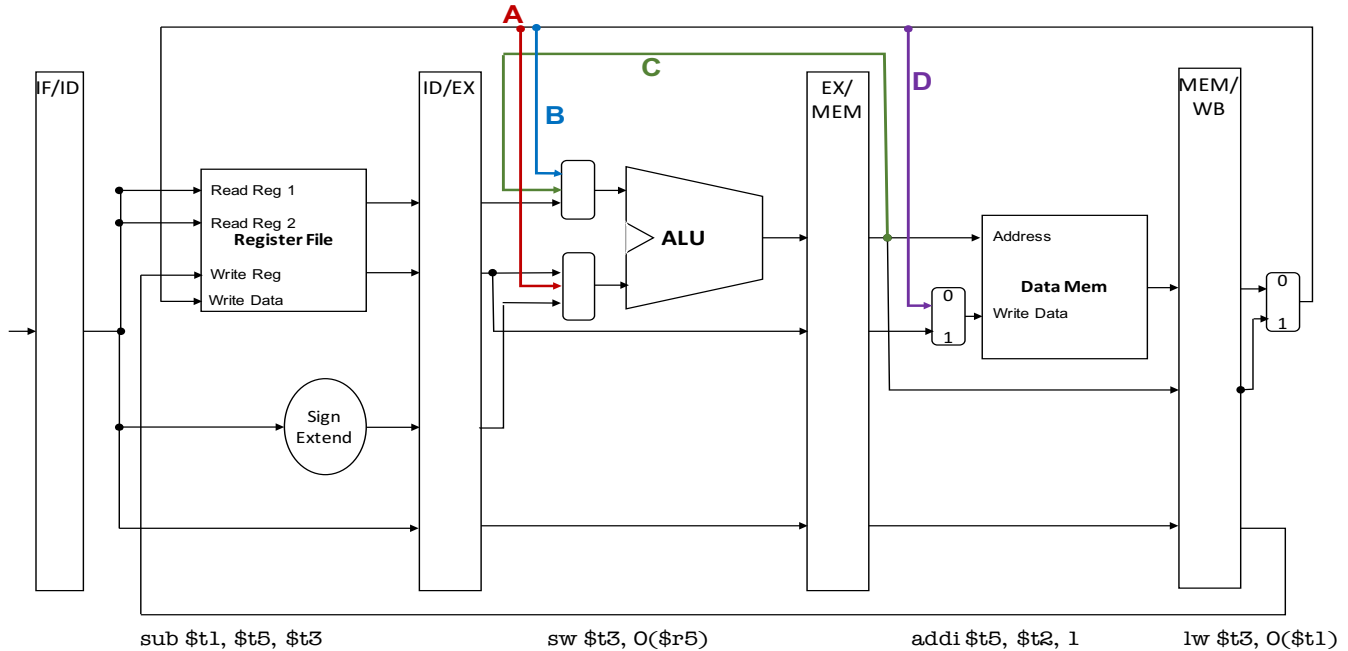 A
B
C
D
IF/ID
ID/EX
EX/
MEM
MEM/
WB
Read Reg 1
Read Reg 2
Register File
Write Reg
Write Data
ALU
Address
Data Mem
Write Data
0
1
0
1
Sign
Extend
sub $t1, $t5, $t3
sw $t3, 0($r5)
addi $t5, $t2, 1
lw $t3, 0($t1)